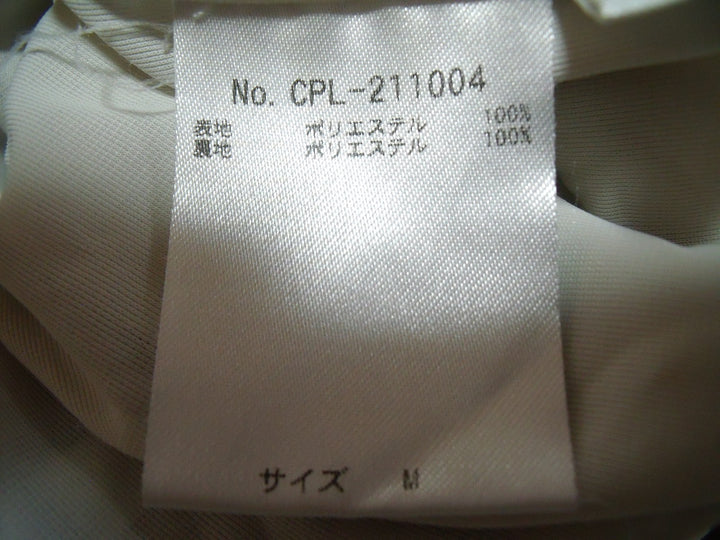 No. CPL-211004
表地 ポリエステル 100%
裏地 ポリエステル 100%
サイズ M